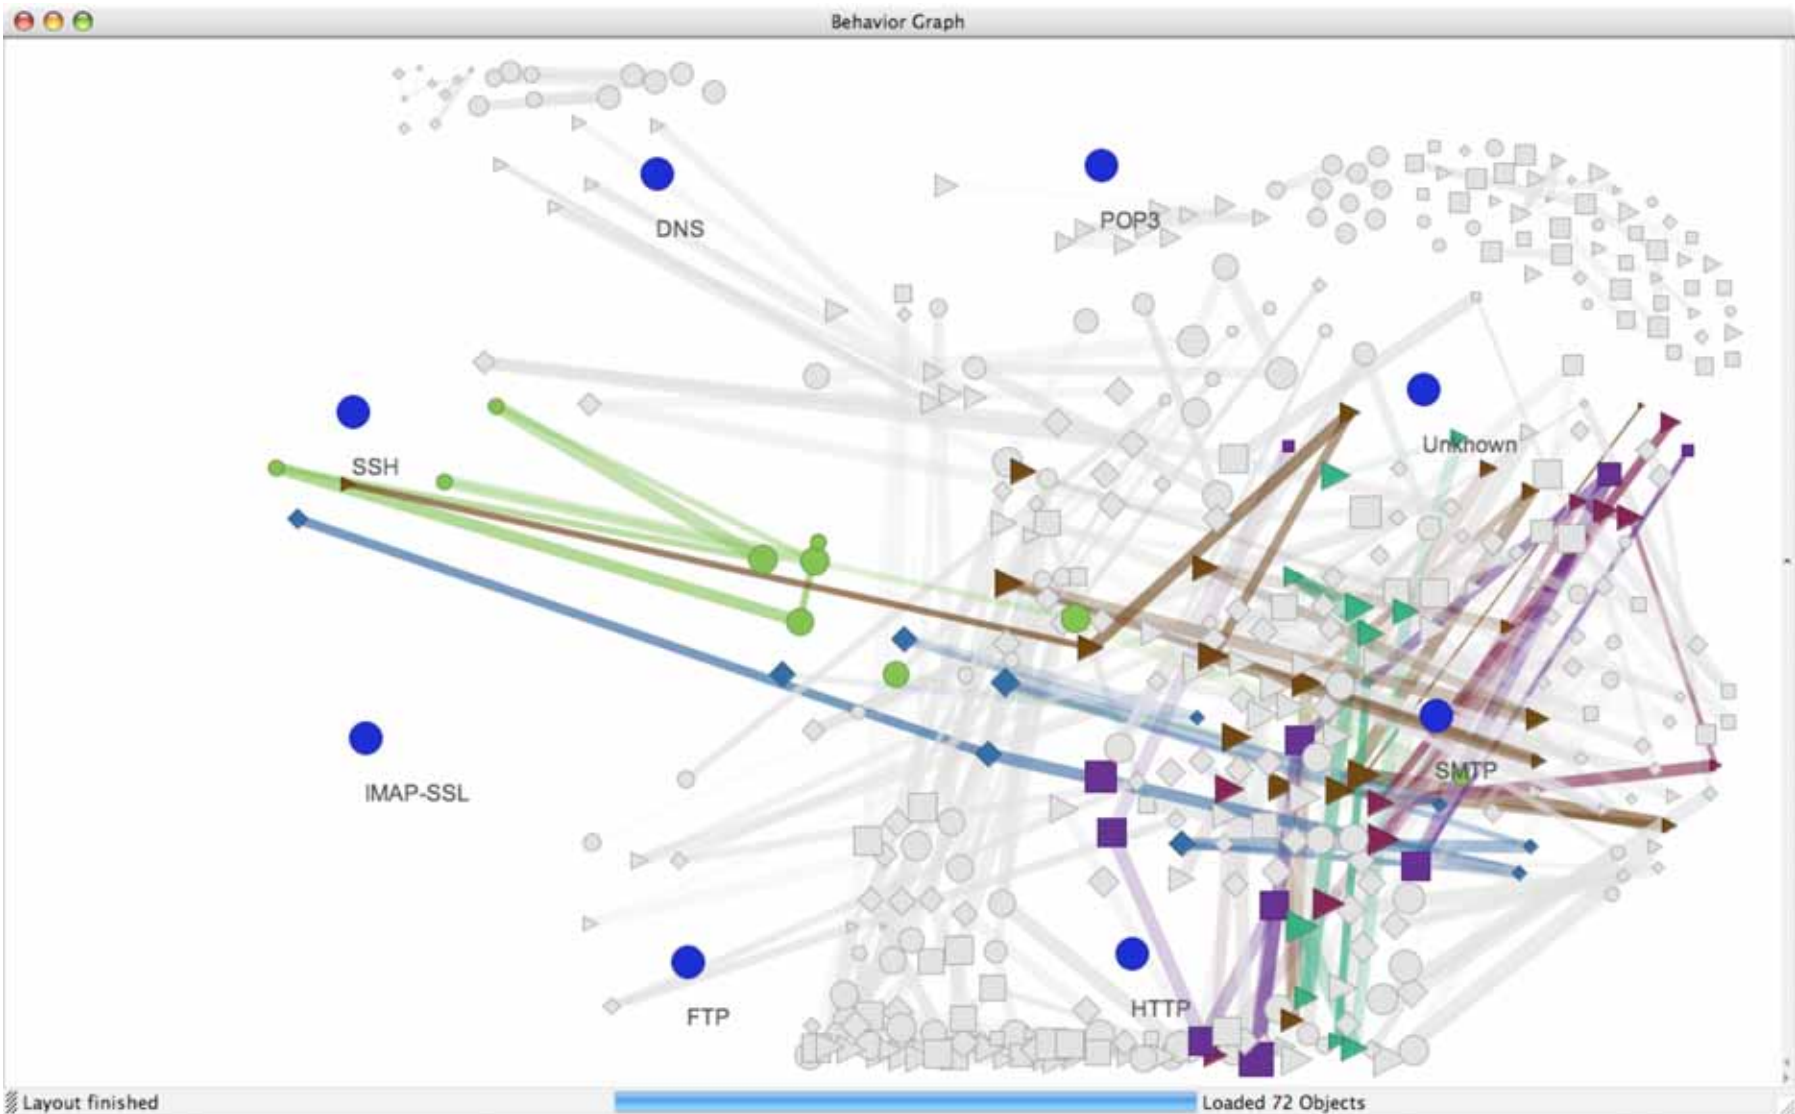 Behavior Graph
DNS
POP3
Unknown
SSH
SMTP
IMAP-SSL
HTTP
FTP
Layout finished
Loaded 72 Objects